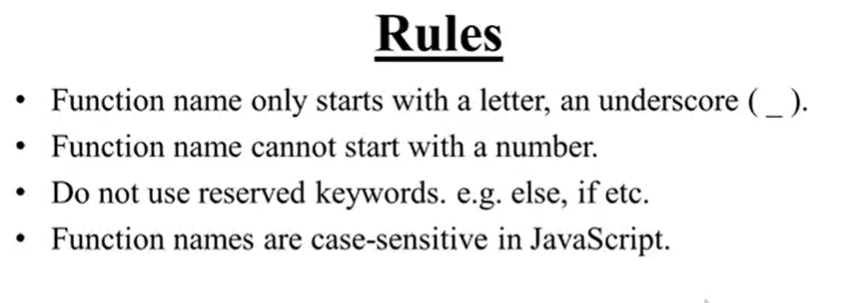 Rules
• Function name only starts with a letter, an underscore ( _ ).
• Function name cannot start with a number.
• Do not use reserved keywords. e.g. else, if etc.
• Function names are case-sensitive in JavaScript.